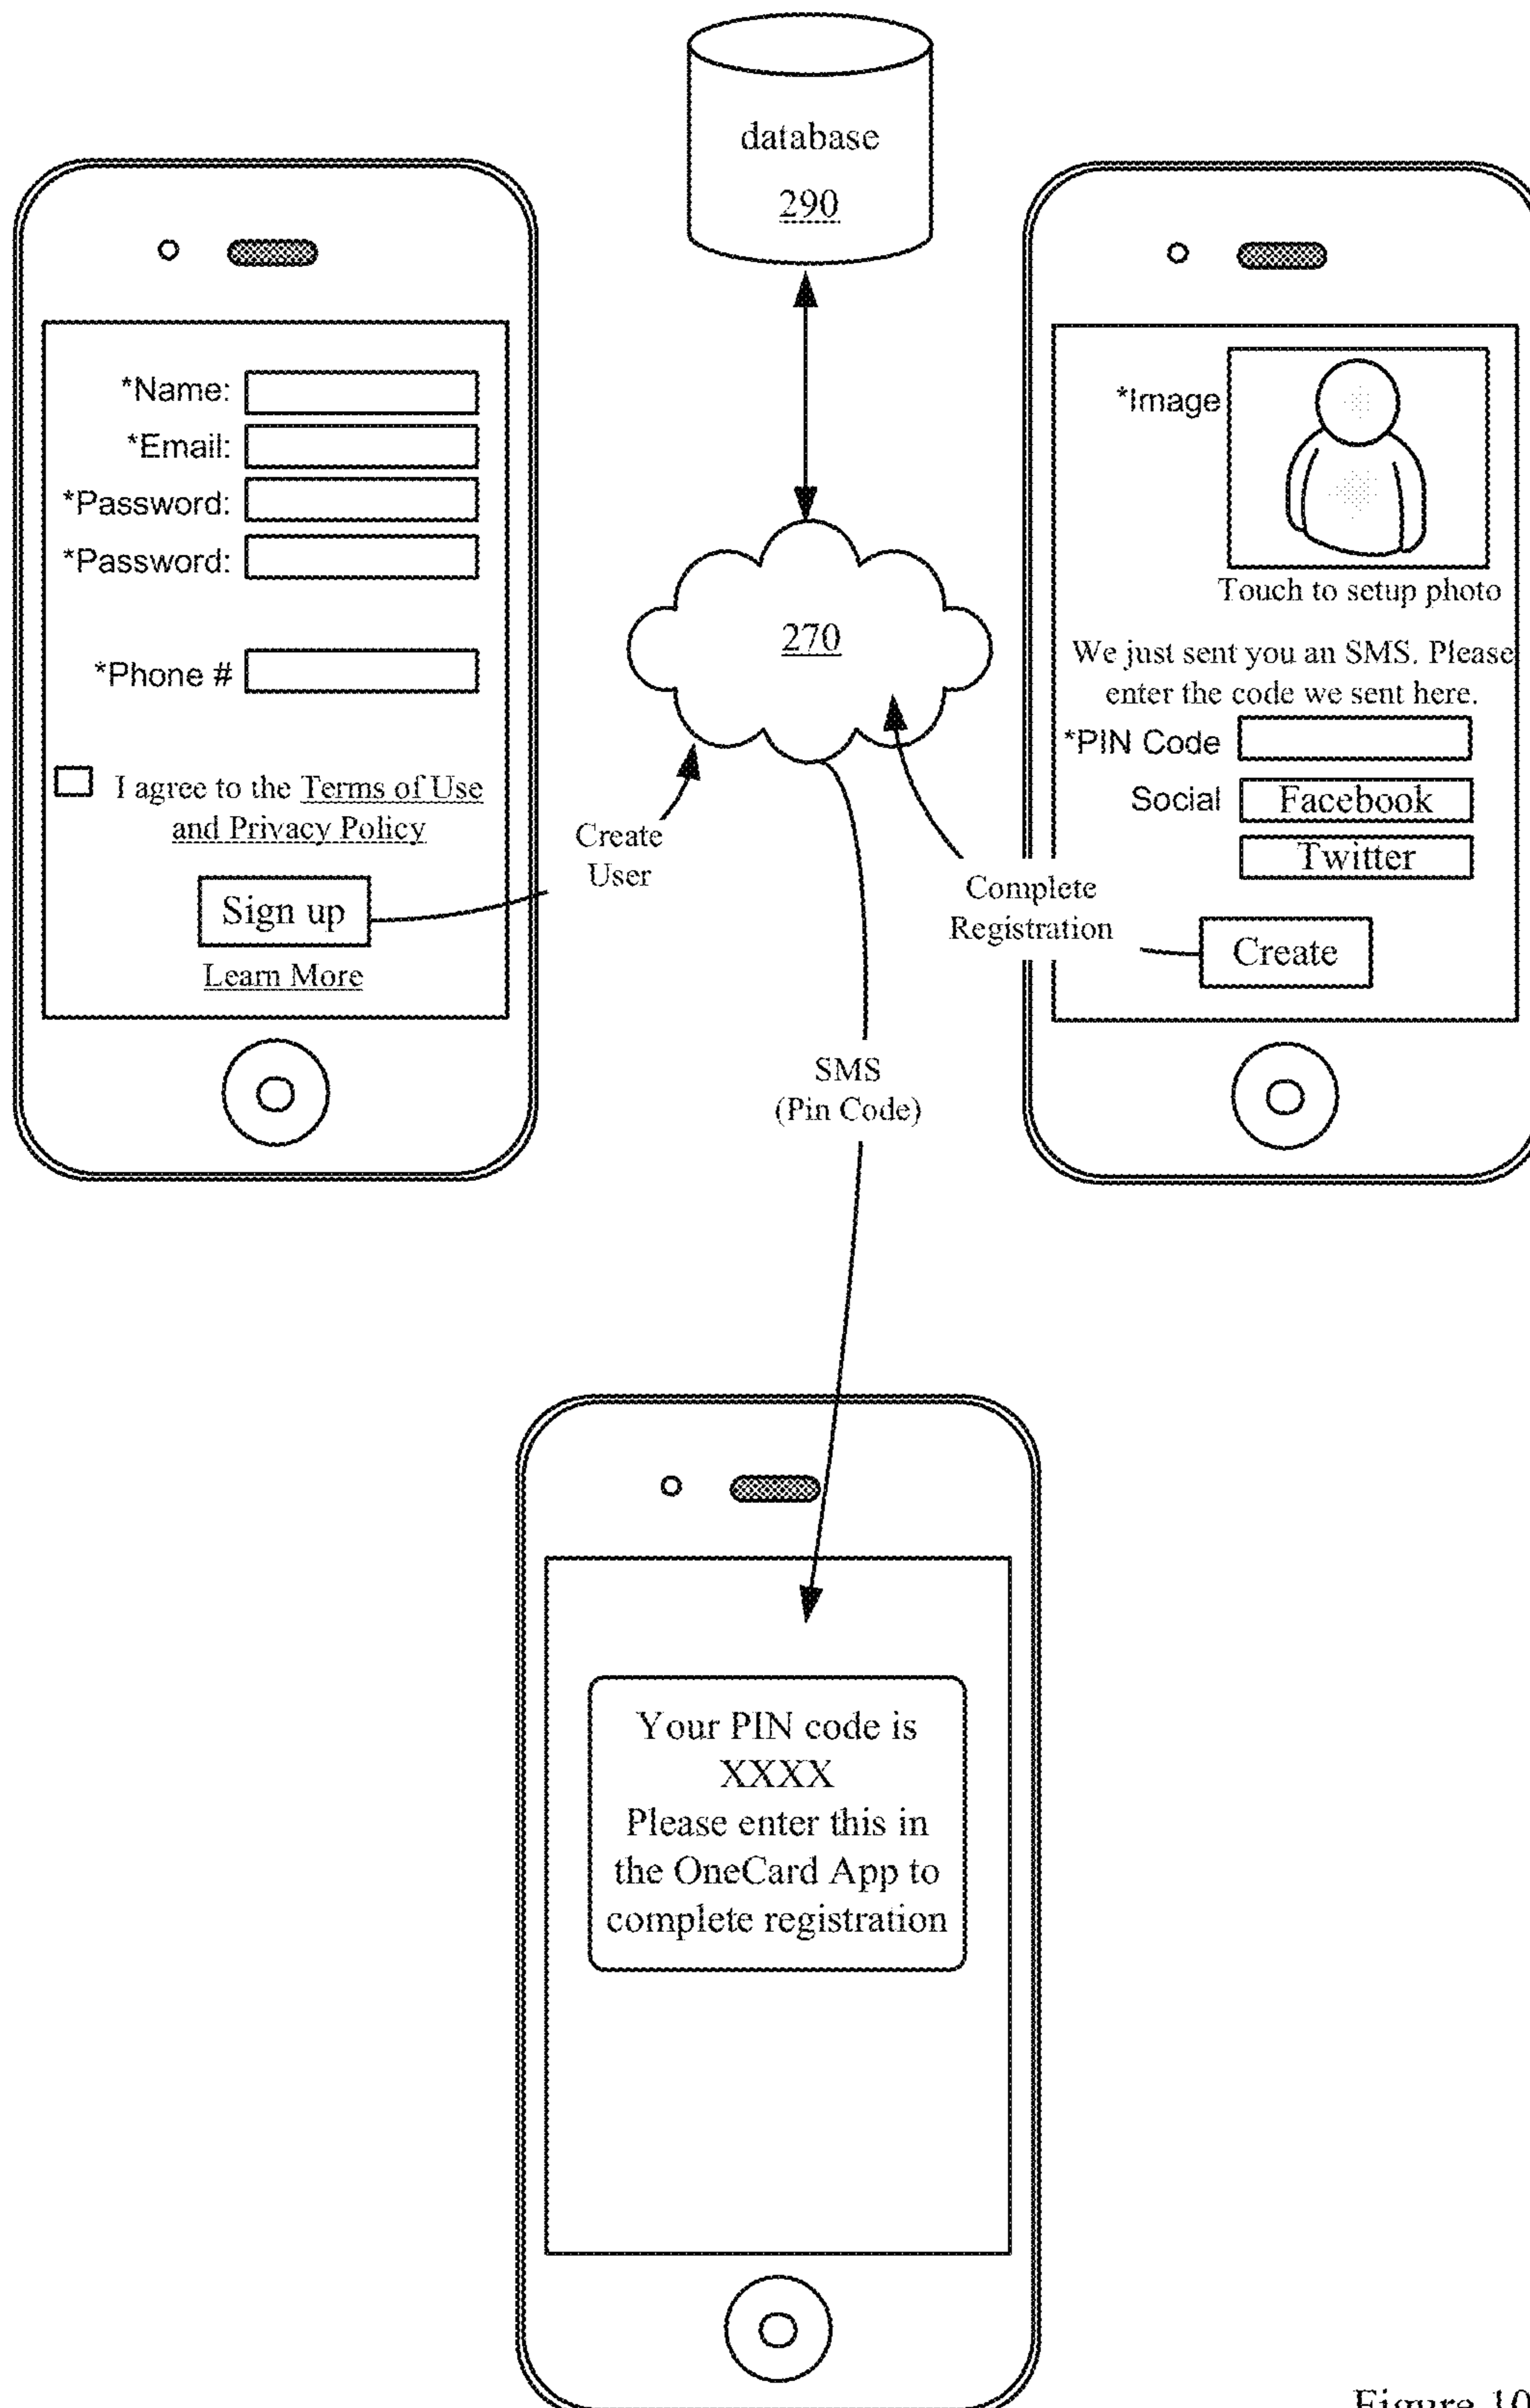 database
290
*Name:
*Email:
*Password:
*Password:
*Phone #
I agree to the Terms of Use
and Privacy Policy
Sign up
Learn More
Create
User
270
*Image
Touch to setup photo
We just sent you an SMS. Please
enter the code we sent here.
*PIN Code
Social
Facebook
Twitter
Complete
Registration
Create
SMS
(Pin Code)
Your PIN code is
XXXX
Please enter this in
the OneCard App to
complete registration
Figure 10